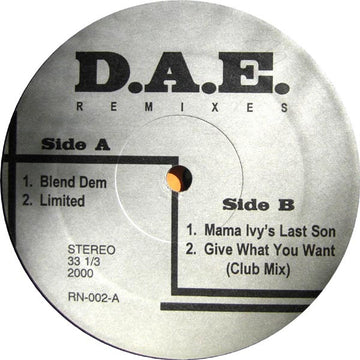 D.A.E.
REMIXES
Side A
1. Blend Dem
2. Limited
Side B
1. Mama Ivy's Last Son
2. Give What You Want
(Club Mix)
STEREO
33 1/3
2000
RN-002-A